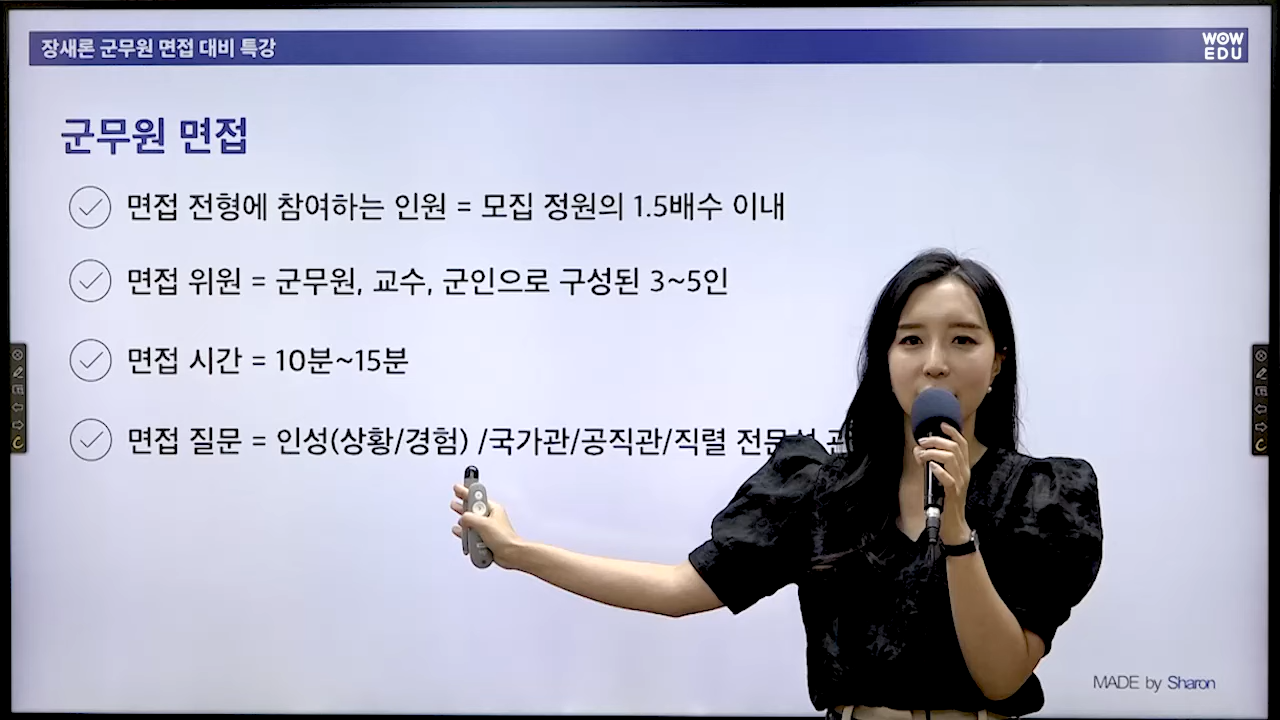 장새론 군무원 면접 대비 특강
WOW
EDU
군무원 면접
면접 전형에 참여하는 인원 = 모집 정원의 1.5배수 이내
면접 위원 = 군무원, 교수, 군인으로 구성된 3~5인
면접 시간 = 10분~15분
면접 질문 = 인성(상황/경험) /국가관/공직관/직렬
MADE by Sharon